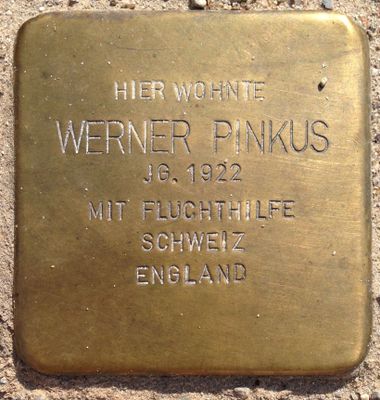 HIER WOHNTE
WERNER PINKUS
JG. 1922
MIT FLUCHTHILFE
SCHWEIZ
ENGLAND